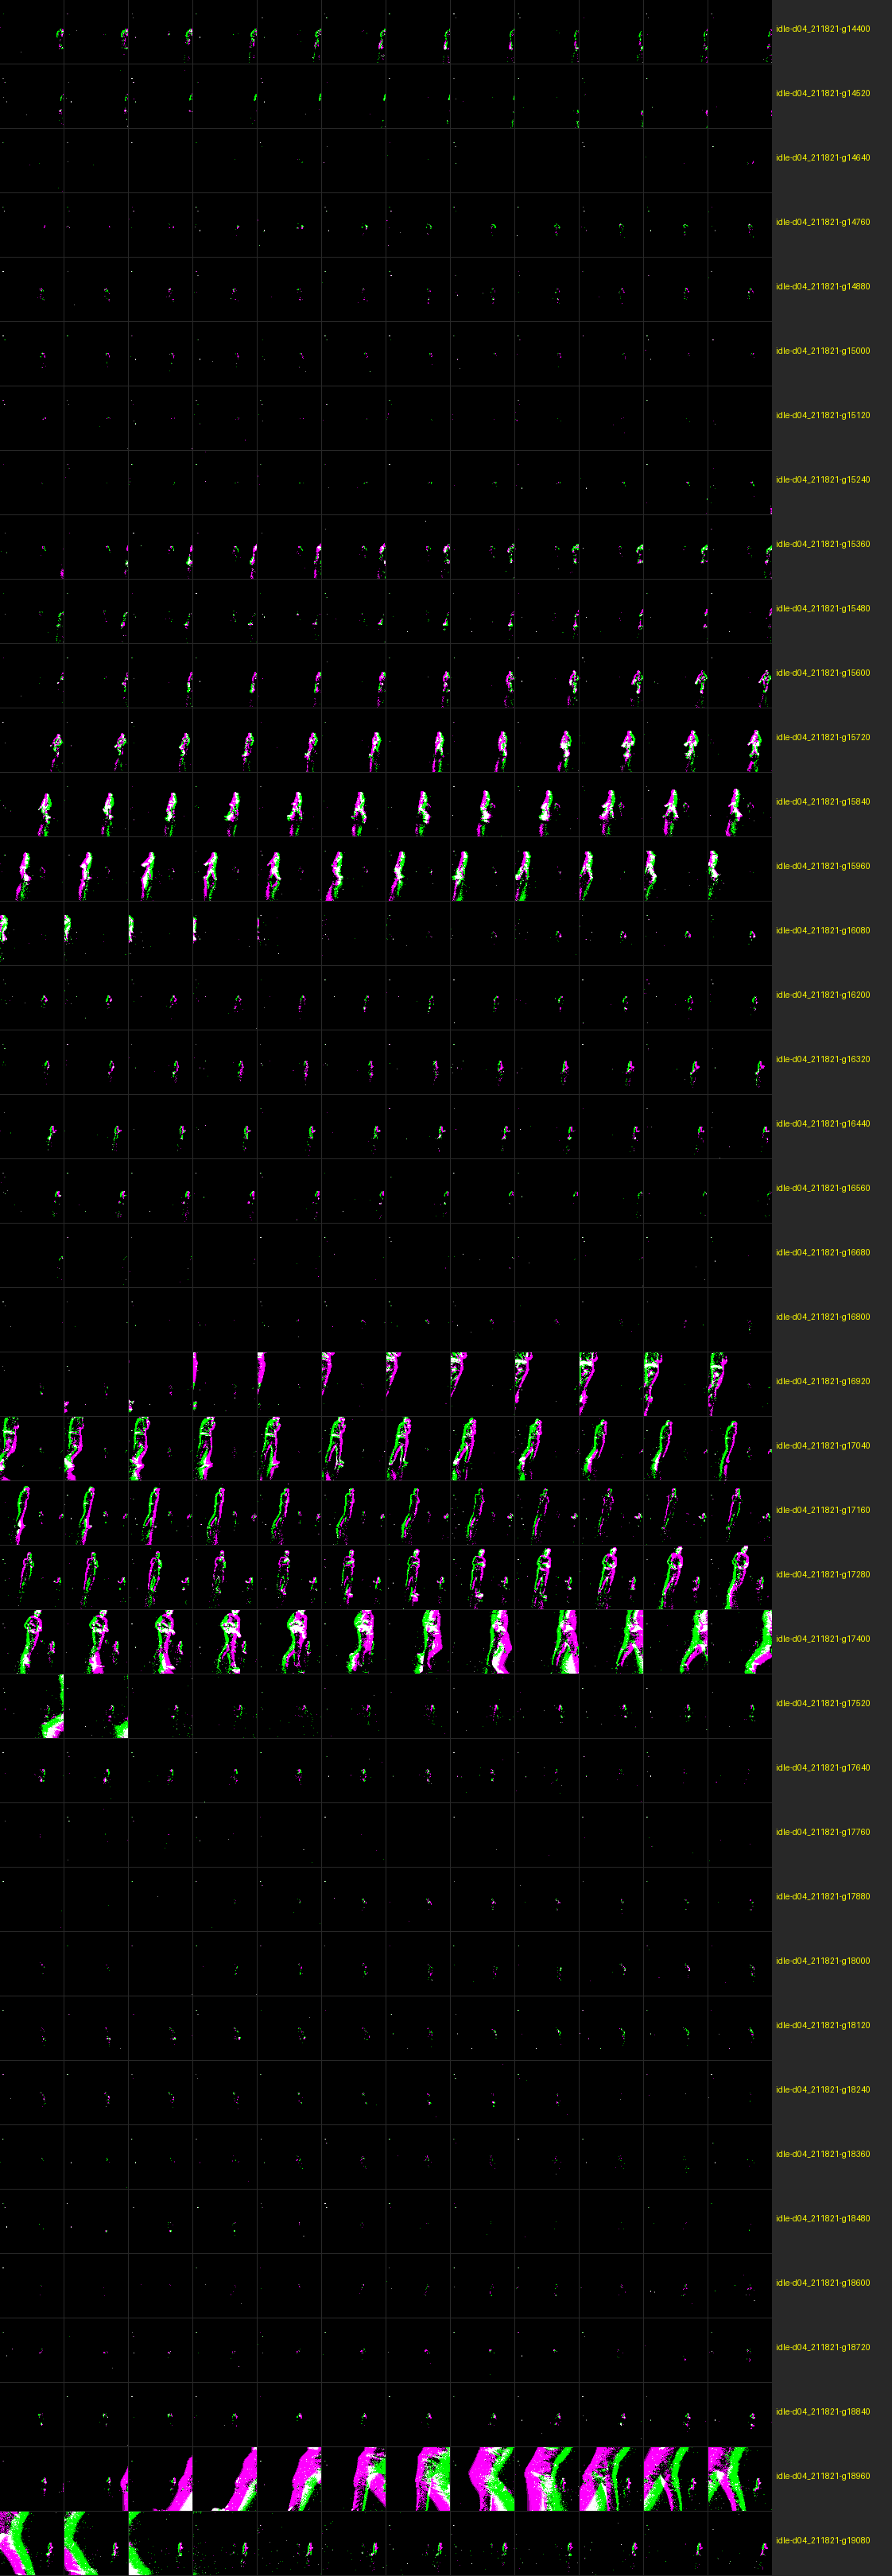 idle-d04_211821-g14400
idle-d04_211821-g14520
idle-d04_211821-g14640
idle-d04_211821-g14760
idle-d04_211821-g14880
idle-d04_211821-g15000
idle-d04_211821-g15120
idle-d04_211821-g15240
idle-d04_211821-g15360
idle-d04_211821-g15480
idle-d04_211821-g15600
idle-d04_211821-g15720
idle-d04_211821-g15840
idle-d04_211821-g15960
idle-d04_211821-g16080
idle-d04_211821-g16200
idle-d04_211821-g16320
idle-d04_211821-g16440
idle-d04_211821-g16560
idle-d04_211821-g16680
idle-d04_211821-g16800
idle-d04_211821-g16920
idle-d04_211821-g17040
idle-d04_211821-g17160
idle-d04_211821-g17280
idle-d04_211821-g17400
idle-d04_211821-g17520
idle-d04_211821-g17640
idle-d04_211821-g17760
idle-d04_211821-g17880
idle-d04_211821-g18000
idle-d04_211821-g18120
idle-d04_211821-g18240
idle-d04_211821-g18360
idle-d04_211821-g18480
idle-d04_211821-g18600
idle-d04_211821-g18720
idle-d04_211821-g18840
idle-d04_211821-g18960
idle-d04_211821-g19080